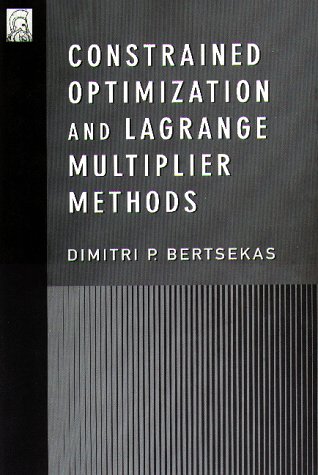 CONSTRAINED
OPTIMIZATION
AND LAGRANGE
MULTIPLIER
METHODS
DIMITRI P. BERTSEKAS